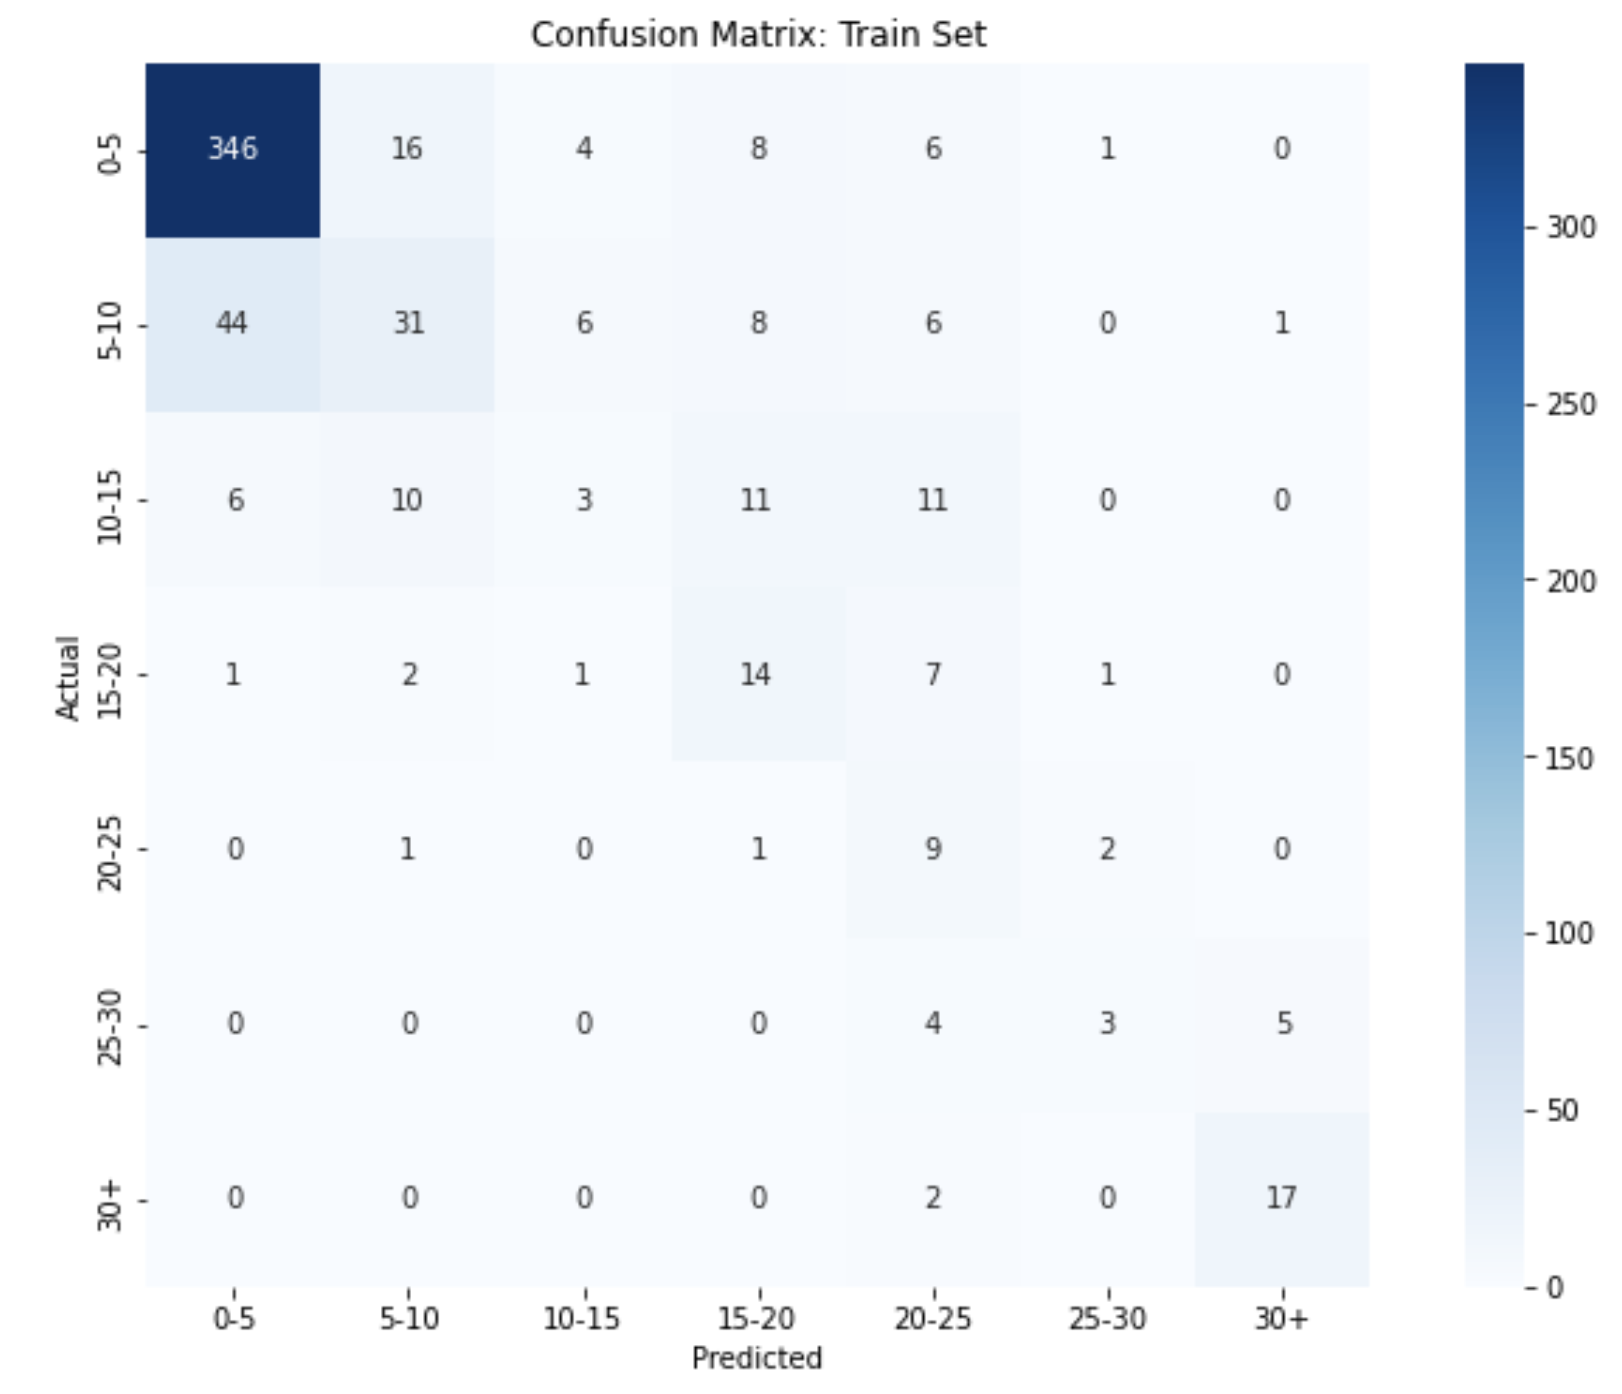 Confusion Matrix: Train Set
0-5 346 16 4 8 6 1 0
5-10 44 31 6 8 6 0 1
10-15 6 10 3 11 11 0 0
15-20 1 2 1 14 7 1 0
20-25 0 1 0 1 9 2 0
25-30 0 0 0 0 4 3 5
30+ 0 0 0 0 2 0 17
0-5 5-10 10-15 15-20 20-25 25-30 30+
Predicted
Actual
300
250
200
150
100
50
0